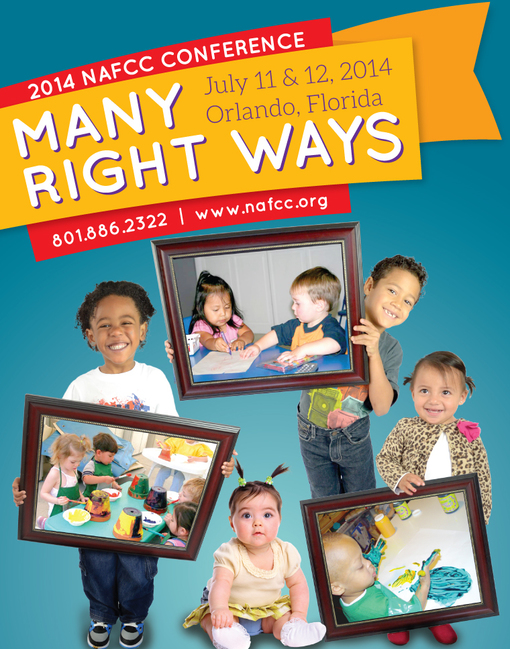 2014 NAFCC CONFERENCE
July 11 & 12, 2014
Orlando, Florida
MANY
RIGHT WAYS
801.886.2322 | www.nafcc.org